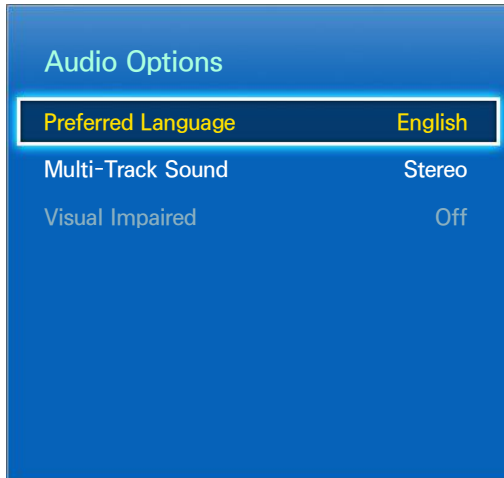 Audio Options
Preferred Language English
Multi-Track Sound Stereo
Visual Impaired Off